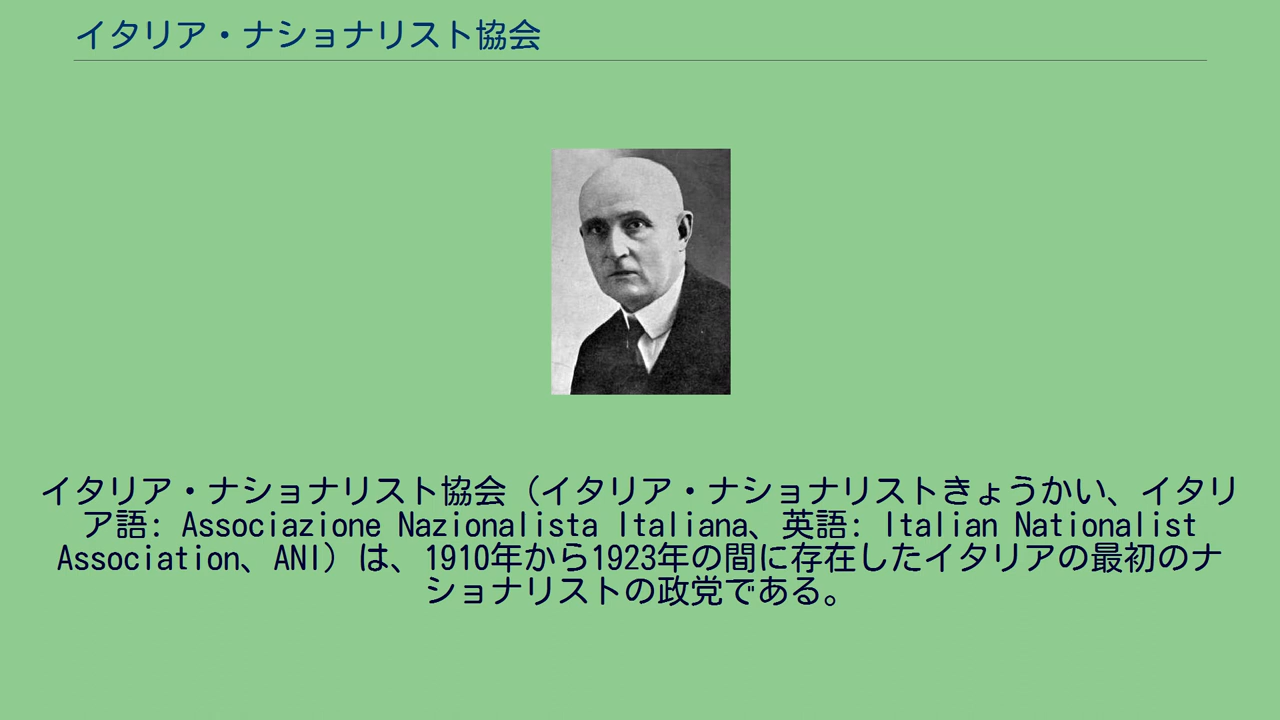 イタリア・ナショナリスト協会
イタリア・ナショナリスト協会（イタリア・ナショナリストきょうかい、イタリ
ア語: Associazione Nazionalista Italiana、英語: Italian Nationalist
Association、ANI）は、1910年から1923年の間に存在したイタリアの最初のナ
ショナリストの政党である。